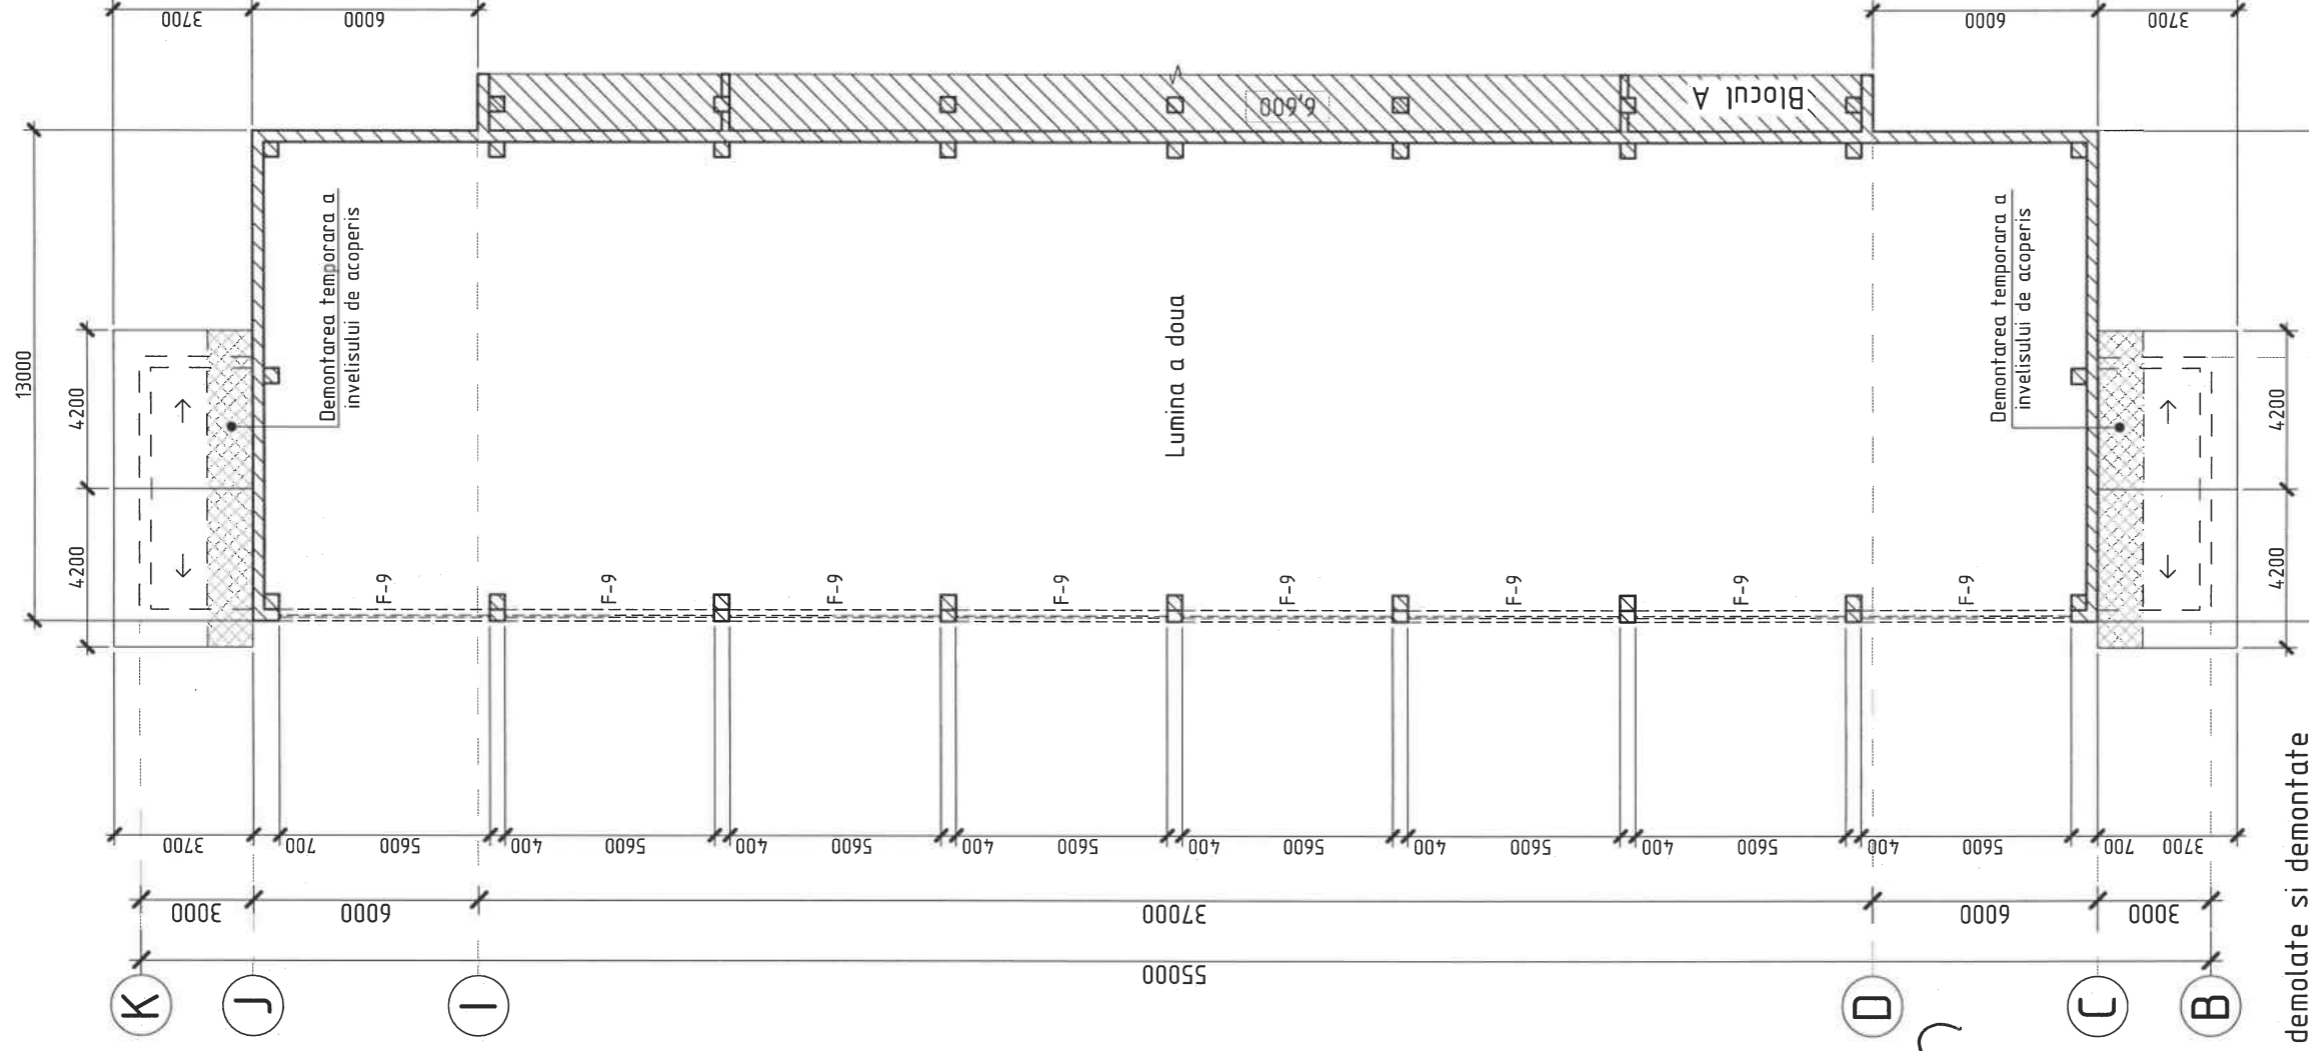 3700
6000
6000
3700
6,600
Blocul A
13000
4200
4200
Demontarea temporara a
invelisului de acoperis
Lumina a doua
Demontarea temporara a
invelisului de acoperis
4200
4200
F-9
F-9
F-9
F-9
F-9
F-9
F-9
F-9
3700
700
5600
400
5600
400
5600
400
5600
400
5600
400
5600
400
5600
400
5600
700
3700
3000
6000
37000
6000
3000
55000
K
J
I
D
C
B
demolate si demontate